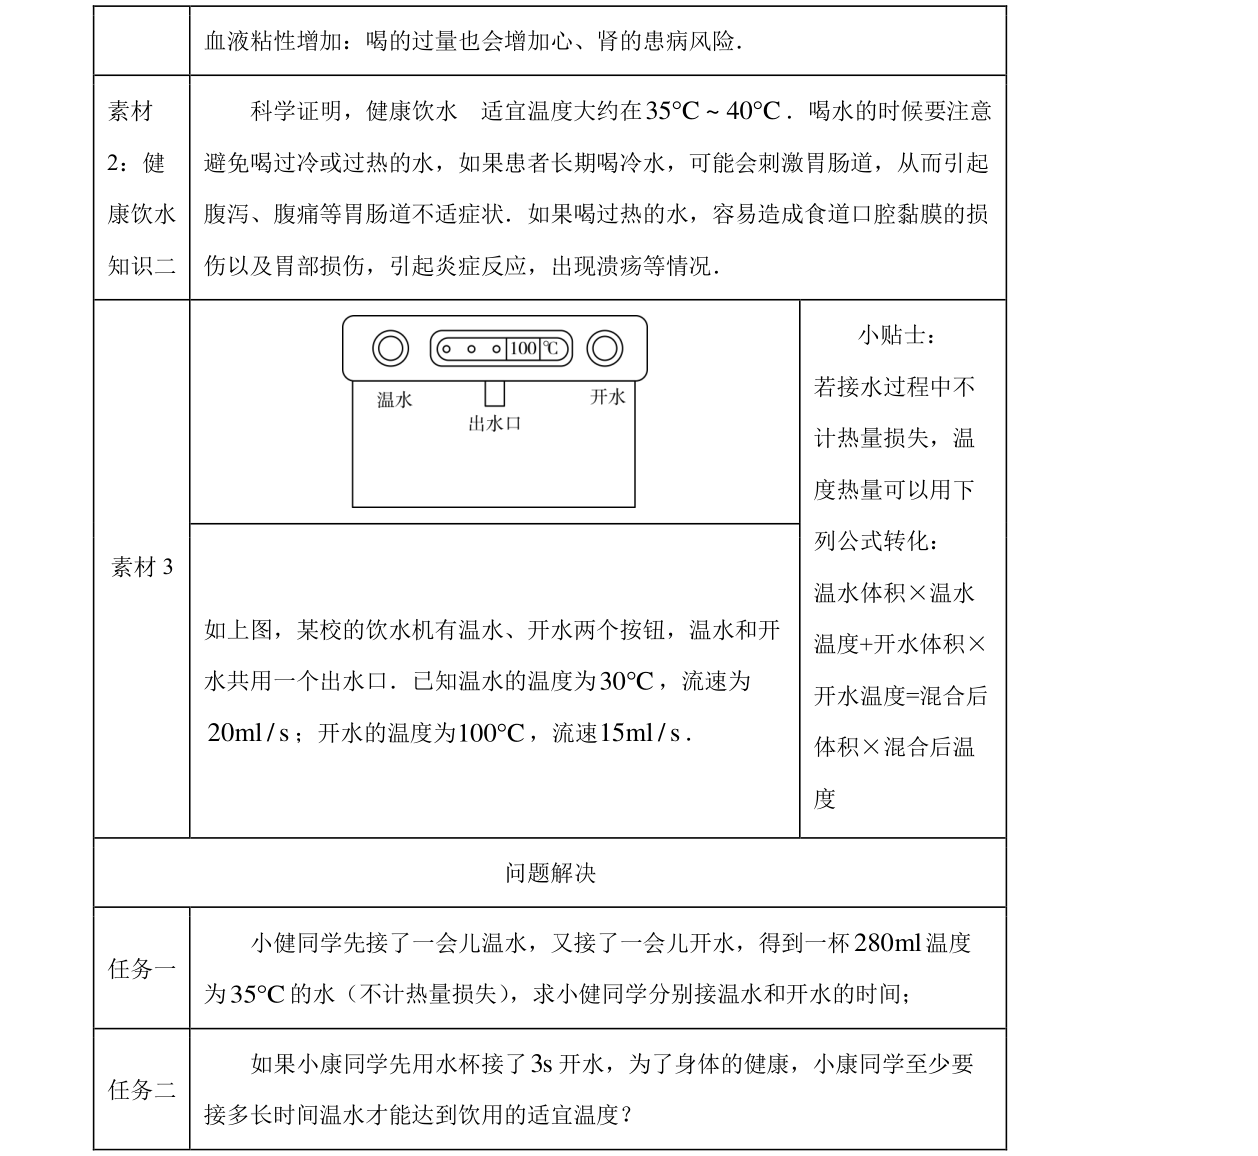 血液粘性增加：喝的过量也会增加心、肾的患病风险．
素材
2：健
康饮水
知识二
科学证明，健康饮水　适宜温度大约在35℃ ~ 40℃．喝水的时候要注意
避免喝过冷或过热的水，如果患者长期喝冷水，可能会刺激胃肠道，从而引起
腹泻、腹痛等胃肠道不适症状．如果喝过热的水，容易造成食道口腔黏膜的损
伤以及胃部损伤，引起炎症反应，出现溃疡等情况．
素材 3
100 ℃
温水
出水口
开水
如上图，某校的饮水机有温水、开水两个按钮，温水和开
水共用一个出水口．已知温水的温度为30℃，流速为
20ml / s；开水的温度为100℃，流速15ml / s．
小贴士：
若接水过程中不
计热量损失，温
度热量可以用下
列公式转化：
温水体积×温水
温度+开水体积×
开水温度=混合后
体积×混合后温
度
问题解决
任务一
小健同学先接了一会儿温水，又接了一会儿开水，得到一杯 280ml 温度
为 35℃ 的水（不计热量损失），求小健同学分别接温水和开水的时间；
任务二
如果小康同学先用水杯接了 3s 开水，为了身体的健康，小康同学至少要
接多长时间温水才能达到饮用的适宜温度？